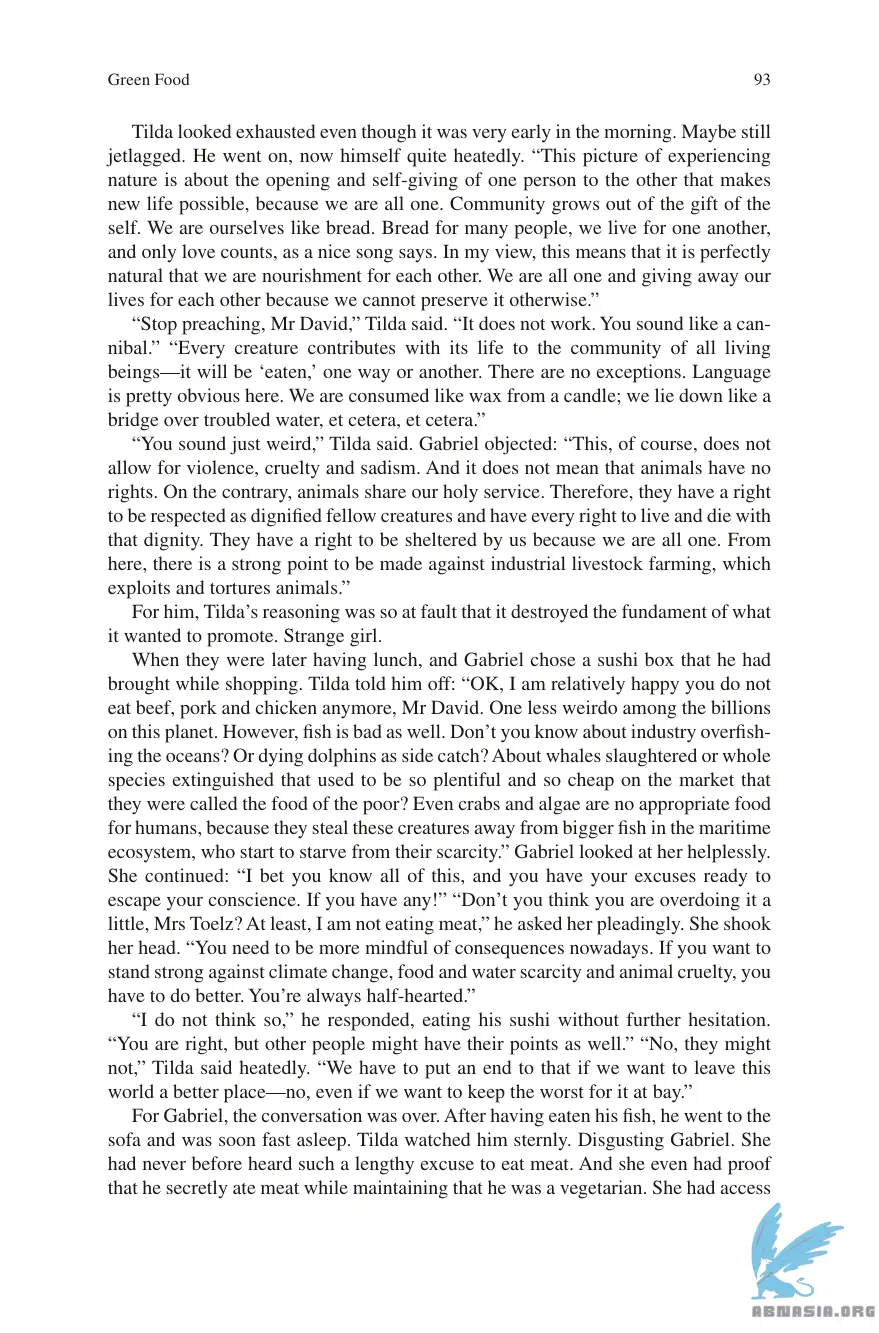 Green Food 93
Tilda looked exhausted even though it was very early in the morning. Maybe still
jetlagged. He went on, now himself quite heatedly. “This picture of experiencing
nature is about the opening and self-giving of one person to the other that makes
new life possible, because we are all one. Community grows out of the gift of the
self. We are ourselves like bread. Bread for many people, we live for one another,
and only love counts, as a nice song says. In my view, this means that it is perfectly
natural that we are nourishment for each other. We are all one and giving away our
lives for each other because we cannot preserve it otherwise.”
“Stop preaching, Mr David,” Tilda said. “It does not work. You sound like a can-
nibal.” “Every creature contributes with its life to the community of all living
beings—it will be ‘eaten,’ one way or another. There are no exceptions. Language
is pretty obvious here. We are consumed like wax from a candle; we lie down like a
bridge over troubled water, et cetera, et cetera.”
“You sound just weird,” Tilda said. Gabriel objected: “This, of course, does not
allow for violence, cruelty and sadism. And it does not mean that animals have no
rights. On the contrary, animals share our holy service. Therefore, they have a right
to be respected as dignified fellow creatures and have every right to live and die with
that dignity. They have a right to be sheltered by us because we are all one. From
here, there is a strong point to be made against industrial livestock farming, which
exploits and tortures animals.”
For him, Tilda’s reasoning was so at fault that it destroyed the fundament of what
it wanted to promote. Strange girl.
When they were later having lunch, and Gabriel chose a sushi box that he had
brought while shopping. Tilda told him off: “OK, I am relatively happy you do not
eat beef, pork and chicken anymore, Mr David. One less weirdo among the billions
on this planet. However, fish is bad as well. Don’t you know about industry overfish-
ing the oceans? Or dying dolphins as side catch? About whales slaughtered or whole
species extinguished that used to be so plentiful and so cheap on the market that
they were called the food of the poor? Even crabs and algae are no appropriate food
for humans, because they steal these creatures away from bigger fish in the maritime
ecosystem, who start to starve from their scarcity.” Gabriel looked at her helplessly.
She continued: “I bet you know all of this, and you have your excuses ready to
escape your conscience. If you have any!” “Don’t you think you are overdoing it a
little, Mrs Toelz? At least, I am not eating meat,” he asked her pleadingly. She shook
her head. “You need to be more mindful of consequences nowadays. If you want to
stand strong against climate change, food and water scarcity and animal cruelty, you
have to do better. You’re always half-hearted.”
“I do not think so,” he responded, eating his sushi without further hesitation.
“You are right, but other people might have their points as well.” “No, they might
not,” Tilda said heatedly. “We have to put an end to that if we want to leave this
world a better place—no, even if we want to keep the worst for it at bay.”
For Gabriel, the conversation was over. After having eaten his fish, he went to the
sofa and was soon fast asleep. Tilda watched him sternly. Disgusting Gabriel. She
had never before heard such a lengthy excuse to eat meat. And she even had proof
that he secretly ate meat while maintaining that he was a vegetarian. She had access
ABNASIA.ORG